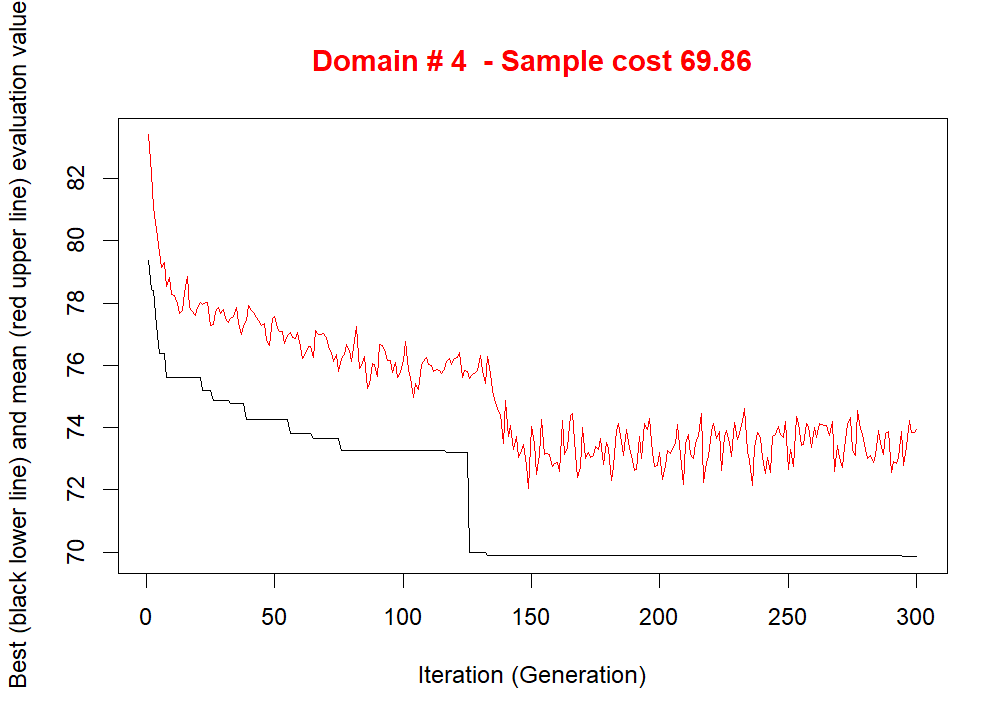 Domain # 4  - Sample cost 69.86
Best (black lower line) and mean (red upper line) evaluation value
82
80
78
76
74
72
70
0 50 100 150 200 250 300
Iteration (Generation)